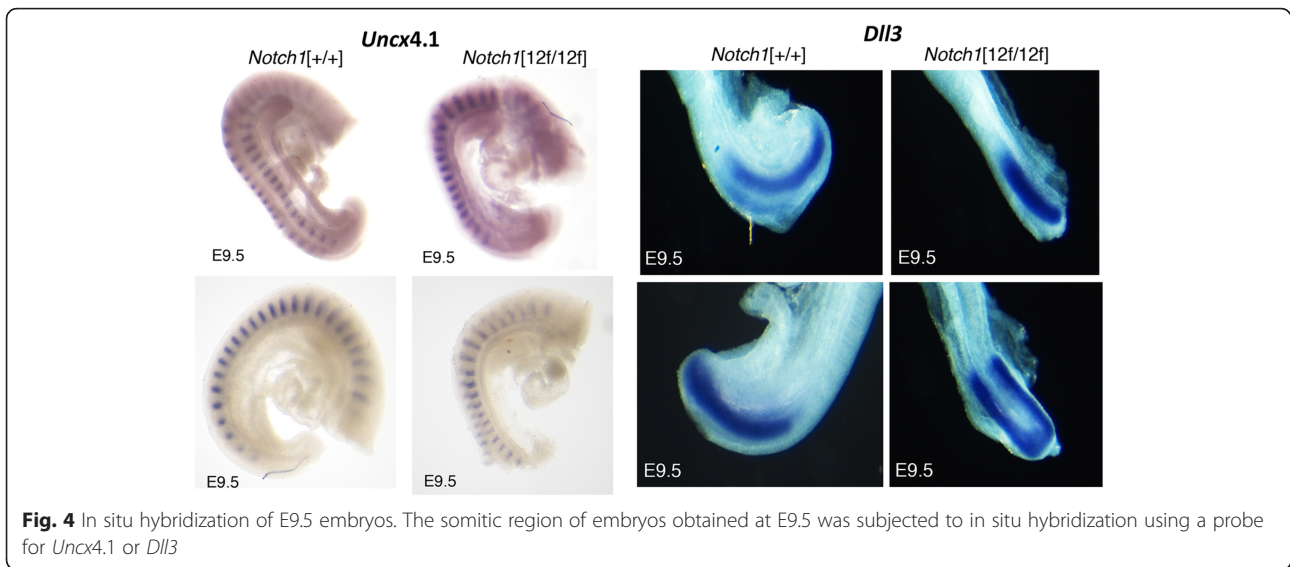 Uncx4.1
Dll3
Notch1[+/+]
Notch1[12f/12f]
Notch1[+/+]
Notch1[12f/12f]
E9.5
E9.5
E9.5
E9.5
E9.5
E9.5
E9.5
E9.5
Fig. 4 In situ hybridization of E9.5 embryos. The somitic region of embryos obtained at E9.5 was subjected to in situ hybridization using a probe
for Uncx4.1 or Dll3